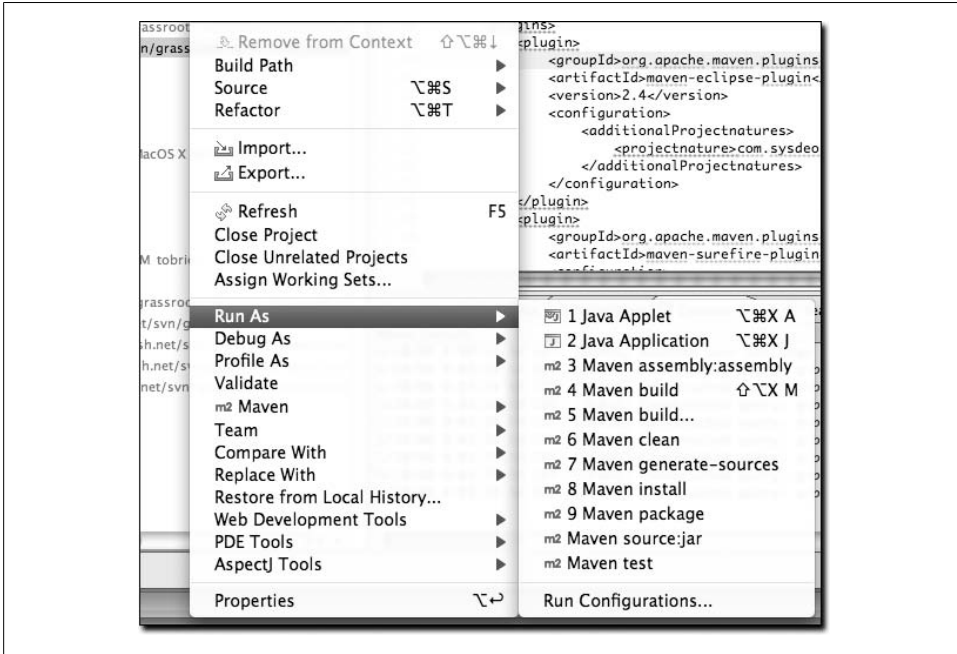 Remove from Context ⇧⌥⌘↓
Build Path
Source ⌥⌘S
Refactor ⌥⌘T
Import...
Export...
Refresh F5
Close Project
Close Unrelated Projects
Assign Working Sets...
Run As
Debug As
Profile As
Validate
m2 Maven
Team
Compare With
Replace With
Restore from Local History...
Web Development Tools
PDE Tools
AspectJ Tools
Properties ⌥↩
1 Java Applet ⌥⌘X A
2 Java Application ⌥⌘X J
m2 3 Maven assembly:assembly
m2 4 Maven build ⇧⌥X M
m2 5 Maven build...
m2 6 Maven clean
m2 7 Maven generate-sources
m2 8 Maven install
m2 9 Maven package
m2 Maven source:jar
m2 Maven test
Run Configurations...
<plugin>
<groupId>org.apache.maven.plugins
<artifactId>maven-eclipse-plugin<
<version>2.4</version>
<configuration>
<additionalProjectnatures>
<projectnature>com.sysdeo
</additionalProjectnatures>
</configuration>
</plugin>
<plugin>
<groupId>org.apache.maven.plugins
<artifactId>maven-surefire-plugin
n/grass
MacOS X
M tobri
t/svn/g
net/svn